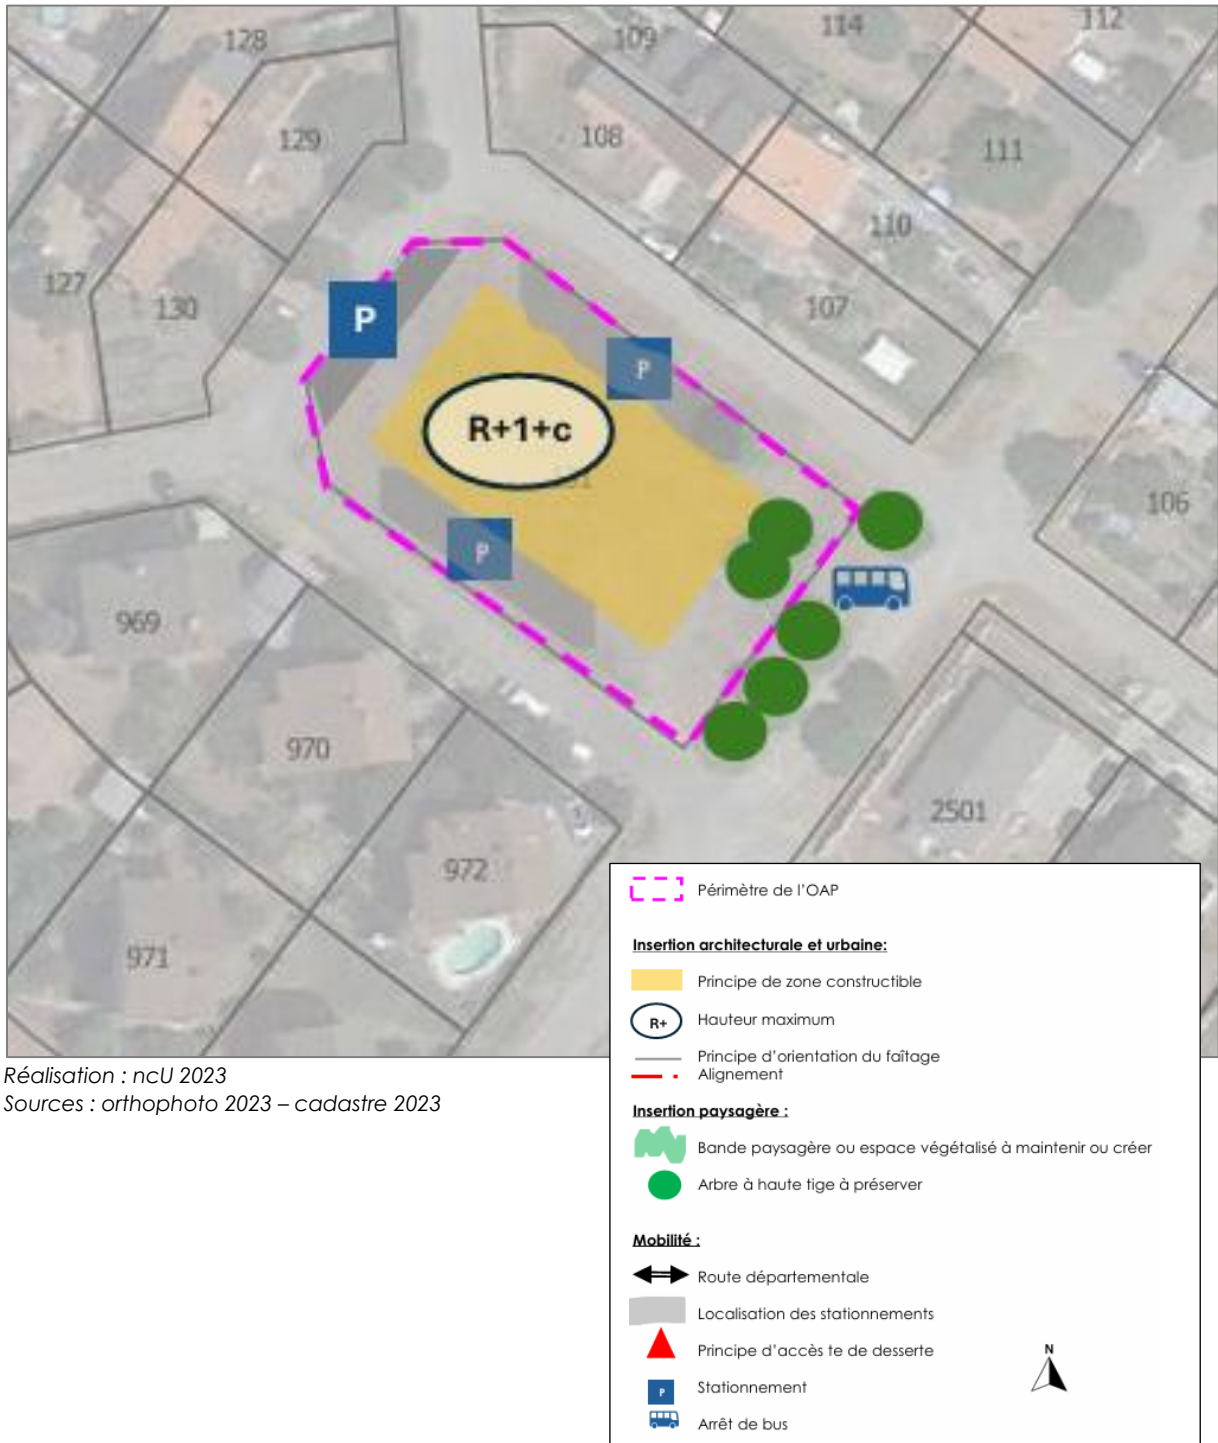 128
109
114
112
129
108
111
110
127
130
107
P
P
R+1+c
106
P
969
970
2501
972
971
Périmètre de l'OAP
Insertion architecturale et urbaine:
Principe de zone constructible
R+ Hauteur maximum
Principe d'orientation du faîtage
Alignement
Réalisation : ncU 2023
Sources : orthophoto 2023 – cadastre 2023
Insertion paysagère :
Bande paysagère ou espace végétalisé à maintenir ou créer
Arbre à haute tige à préserver
Mobilité :
Route départementale
Localisation des stationnements
Principe d'accès te de desserte
N
P Stationnement
Arrêt de bus